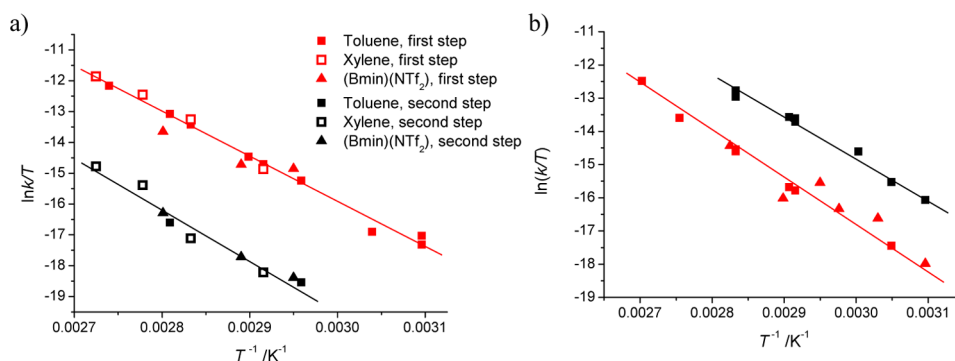 a)
Toluene, first step
Xylene, first step
(Bmin)(NTf₂), first step
Toluene, second step
Xylene, second step
(Bmin)(NTf₂), second step
-11
-12
-13
-14
-15
-16
-17
-18
-19
lnk/T
0.0027 0.0028 0.0029 0.0030 0.0031
T⁻¹ /K⁻¹
b)
-11
-12
-13
-14
-15
-16
-17
-18
-19
ln(k/T)
0.0027 0.0028 0.0029 0.0030 0.0031
T⁻¹ /K⁻¹